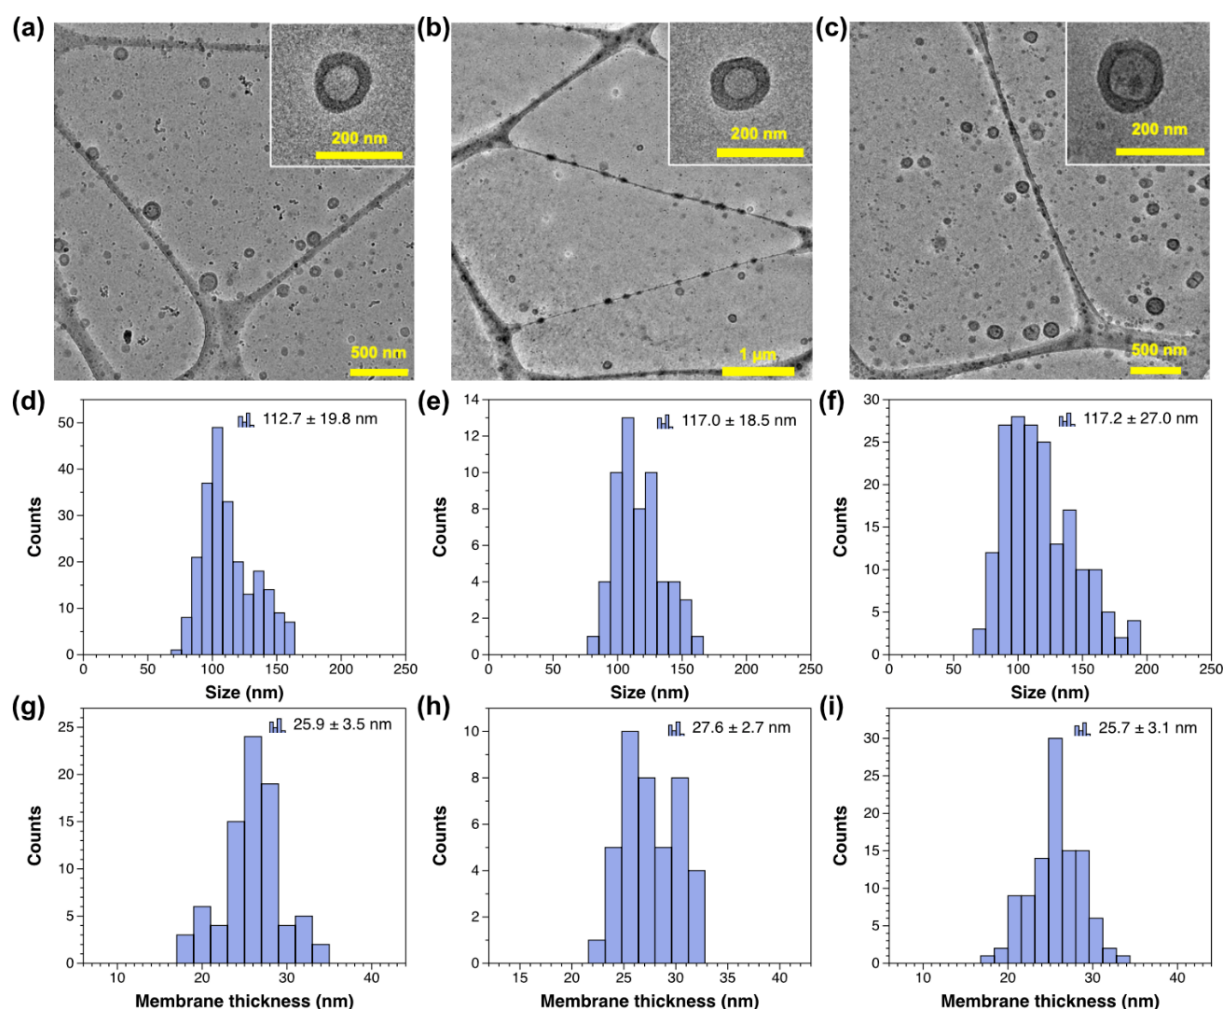 (a)
200 nm
500 nm
(b)
200 nm
1 µm
(c)
200 nm
500 nm
(d)
112.7 ± 19.8 nm
Counts
50
40
30
20
10
0
0 50 100 150 200 250
Size (nm)
(e)
117.0 ± 18.5 nm
Counts
14
12
10
8
6
4
2
0
0 50 100 150 200 250
Size (nm)
(f)
117.2 ± 27.0 nm
Counts
30
25
20
15
10
5
0
0 50 100 150 200 250
Size (nm)
(g)
25.9 ± 3.5 nm
Counts
25
20
15
10
5
0
10 20 30 40
Membrane thickness (nm)
(h)
27.6 ± 2.7 nm
Counts
10
8
6
4
2
0
15 20 25 30 35 40
Membrane thickness (nm)
(i)
25.7 ± 3.1 nm
Counts
30
20
10
0
10 20 30 40
Membrane thickness (nm)